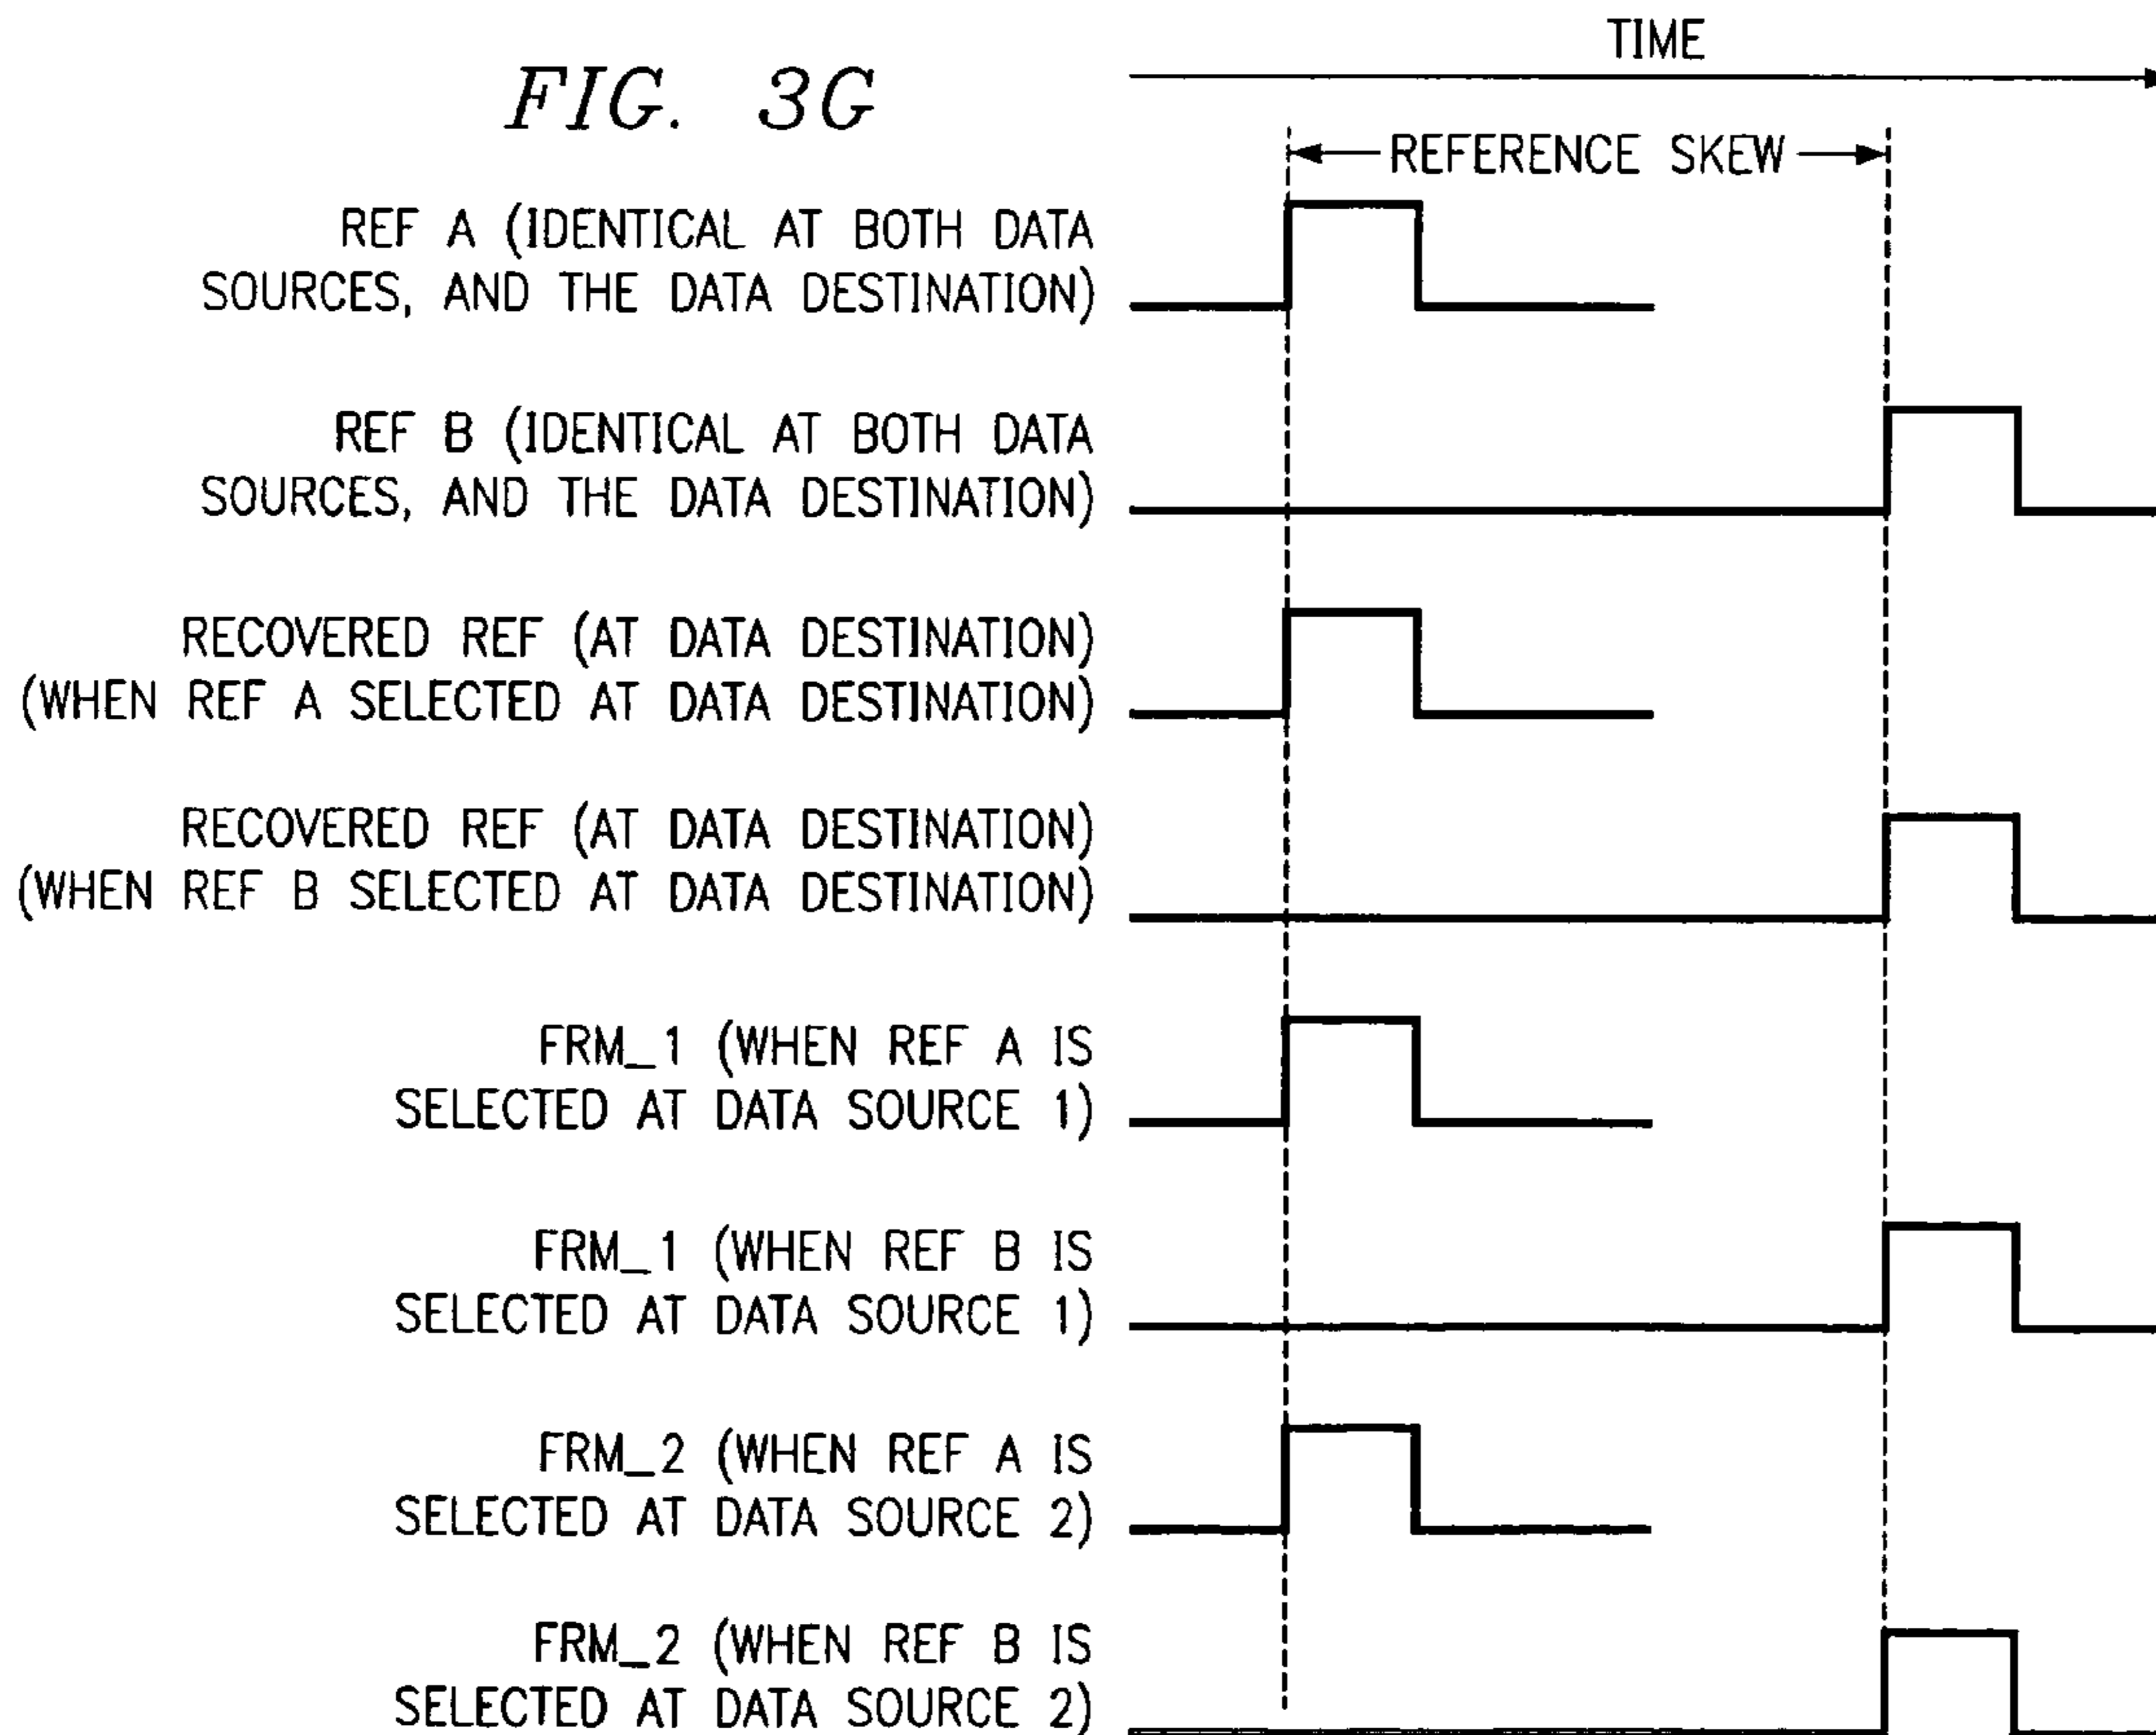 TIME
FIG. 3G
REFERENCE SKEW
REF A (IDENTICAL AT BOTH DATA
SOURCES, AND THE DATA DESTINATION)
REF B (IDENTICAL AT BOTH DATA
SOURCES, AND THE DATA DESTINATION)
RECOVERED REF (AT DATA DESTINATION)
(WHEN REF A SELECTED AT DATA DESTINATION)
RECOVERED REF (AT DATA DESTINATION)
(WHEN REF B SELECTED AT DATA DESTINATION)
FRM_1 (WHEN REF A IS
SELECTED AT DATA SOURCE 1)
FRM_1 (WHEN REF B IS
SELECTED AT DATA SOURCE 1)
FRM_2 (WHEN REF A IS
SELECTED AT DATA SOURCE 2)
FRM_2 (WHEN REF B IS
SELECTED AT DATA SOURCE 2)